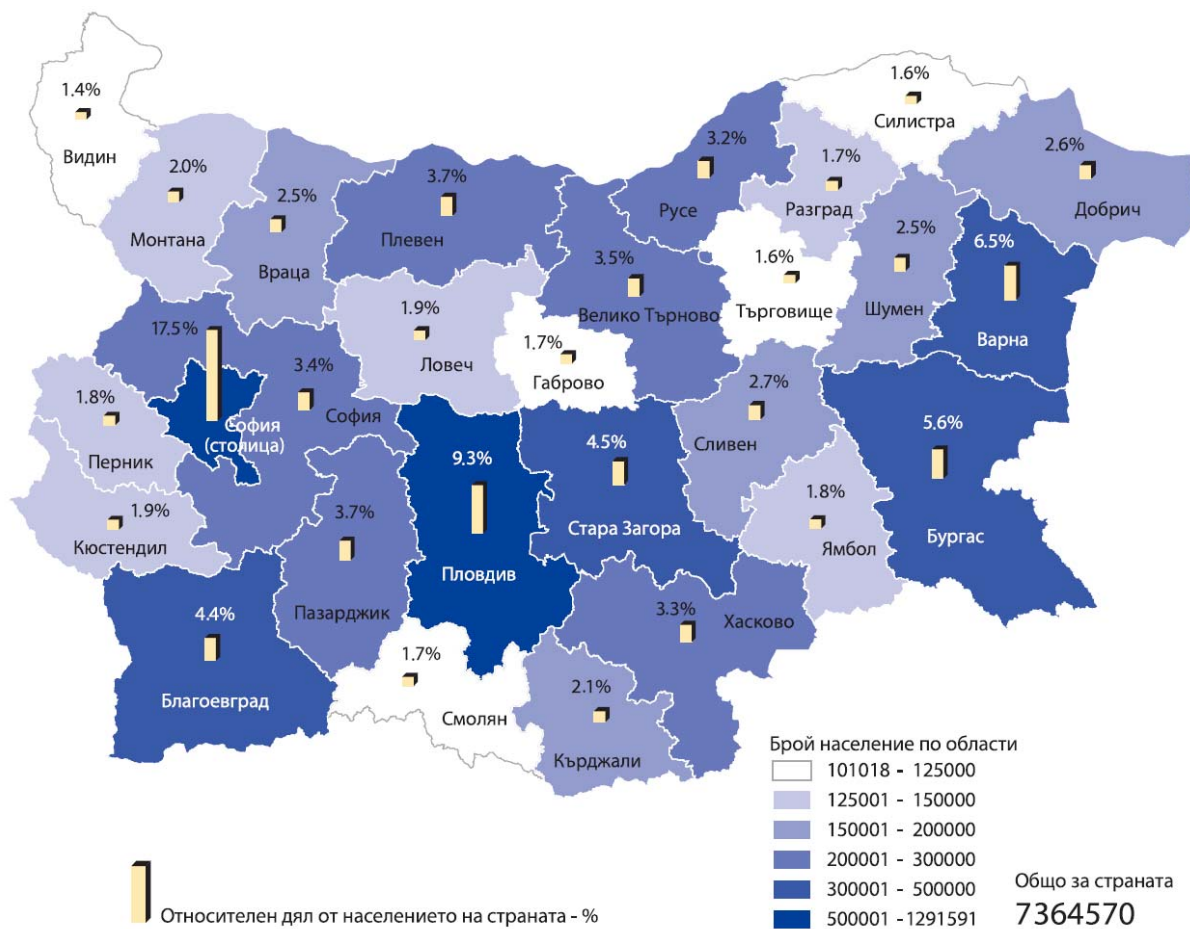 1.4%
Видин
2.0%
Монтана
2.5%
Враца
3.7%
Плевен
3.2%
Русе
1.6%
Силистра
1.7%
Разград
2.6%
Добрич
3.5%
Велико Търново
1.6%
Търговище
2.5%
Шумен
6.5%
Варна
17.5%
София
(столица)
3.4%
София
1.9%
Ловеч
1.7%
Габрово
1.8%
Перник
1.9%
Кюстендил
9.3%
Пловдив
4.5%
Стара Загора
2.7%
Сливен
5.6%
Бургас
1.8%
Ямбол
3.7%
Пазарджик
4.4%
Благоевград
1.7%
Смолян
3.3%
Хасково
2.1%
Кърджали
Брой население по области
101018 - 125000
125001 - 150000
150001 - 200000
200001 - 300000
300001 - 500000
500001 -1291591
Общо за страната
7364570
Относителен дял от населението на страната - %